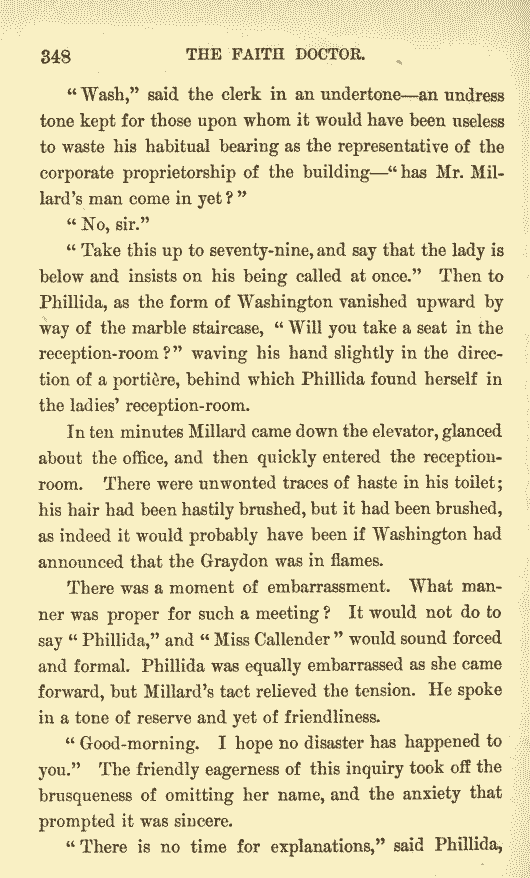 348 THE FAITH DOCTOR.
“Wash,” said the clerk in an undertone—an undress
tone kept for those upon whom it would have been useless
to waste his habitual bearing as the representative of the
corporate proprietorship of the building—“has Mr. Mil-
lard’s man come in yet?”
“No, sir.”
“Take this up to seventy-nine, and say that the lady is
below and insists on his being called at once.” Then to
Phillida, as the form of Washington vanished upward by
way of the marble staircase, “Will you take a seat in the
reception-room?” waving his hand slightly in the direc-
tion of a portière, behind which Phillida found herself in
the ladies’ reception-room.
In ten minutes Millard came down the elevator, glanced
about the office, and then quickly entered the reception-
room. There were unwonted traces of haste in his toilet;
his hair had been hastily brushed, but it had been brushed,
as indeed it would probably have been if Washington had
announced that the Graydon was in flames.
There was a moment of embarrassment. What man-
ner was proper for such a meeting? It would not do to
say “Phillida,” and “Miss Callender” would sound forced
and formal. Phillida was equally embarrassed as she came
forward, but Millard’s tact relieved the tension. He spoke
in a tone of reserve and yet of friendliness.
“Good-morning. I hope no disaster has happened to
you.” The friendly eagerness of this inquiry took off the
brusqueness of omitting her name, and the anxiety that
prompted it was sincere.
“There is no time for explanations,” said Phillida,